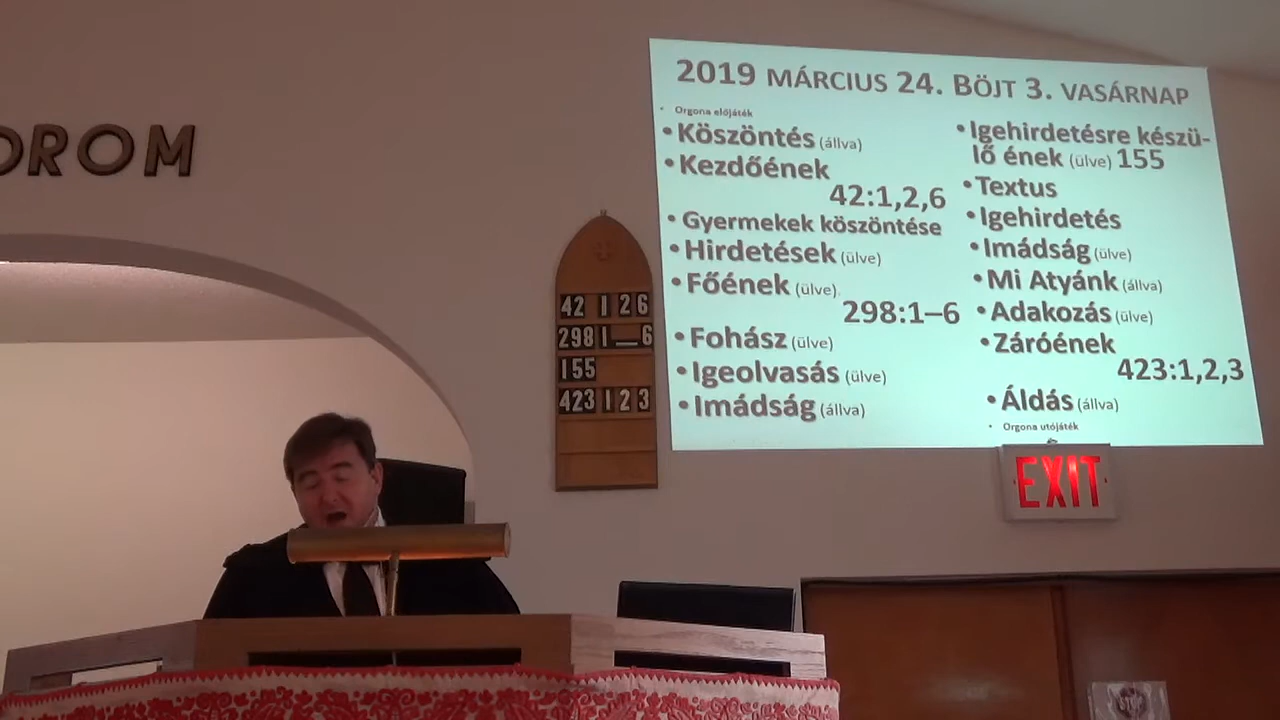 OROM
2019 MÁRCIUS 24. BÖJT 3. VASÁRNAP
• Orgona előjáték
• Köszöntés (állva)
• Kezdőének
42:1,2,6
• Gyermekek köszöntése
• Hirdetések (ülve)
• Főének (ülve)
298:1–6
• Fohász (ülve)
• Igeolvasás (ülve)
• Imádság (állva)
• Igehirdetésre készü-
lő ének (ülve) 155
• Textus
• Igehirdetés
• Imádság (ülve)
• Mi Atyánk (állva)
• Adakozás (ülve)
• Záróének
423:1,2,3
• Áldás (állva)
• Orgona utójáték
42 1 2 6
298 1 — 6
155
423 1 2 3
EXIT